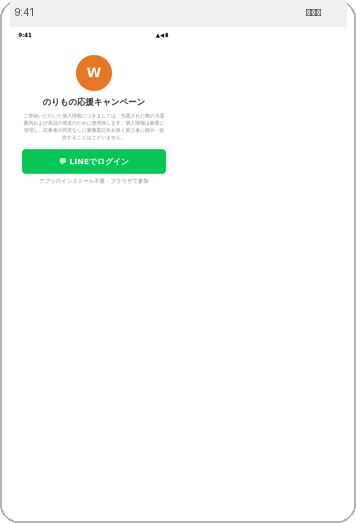 9:41
9:41
W
のりもの応援キャンペーン
ご登録いただいた個人情報につきましては、当選された際の当選
案内および賞品の発送のために使用致します。個人情報は厳重に
管理し、応募者の同意なしに業務委託先を除く第三者に開示・提
供することはございません。
LINEでログイン
アプリのインストール不要・ブラウザで参加